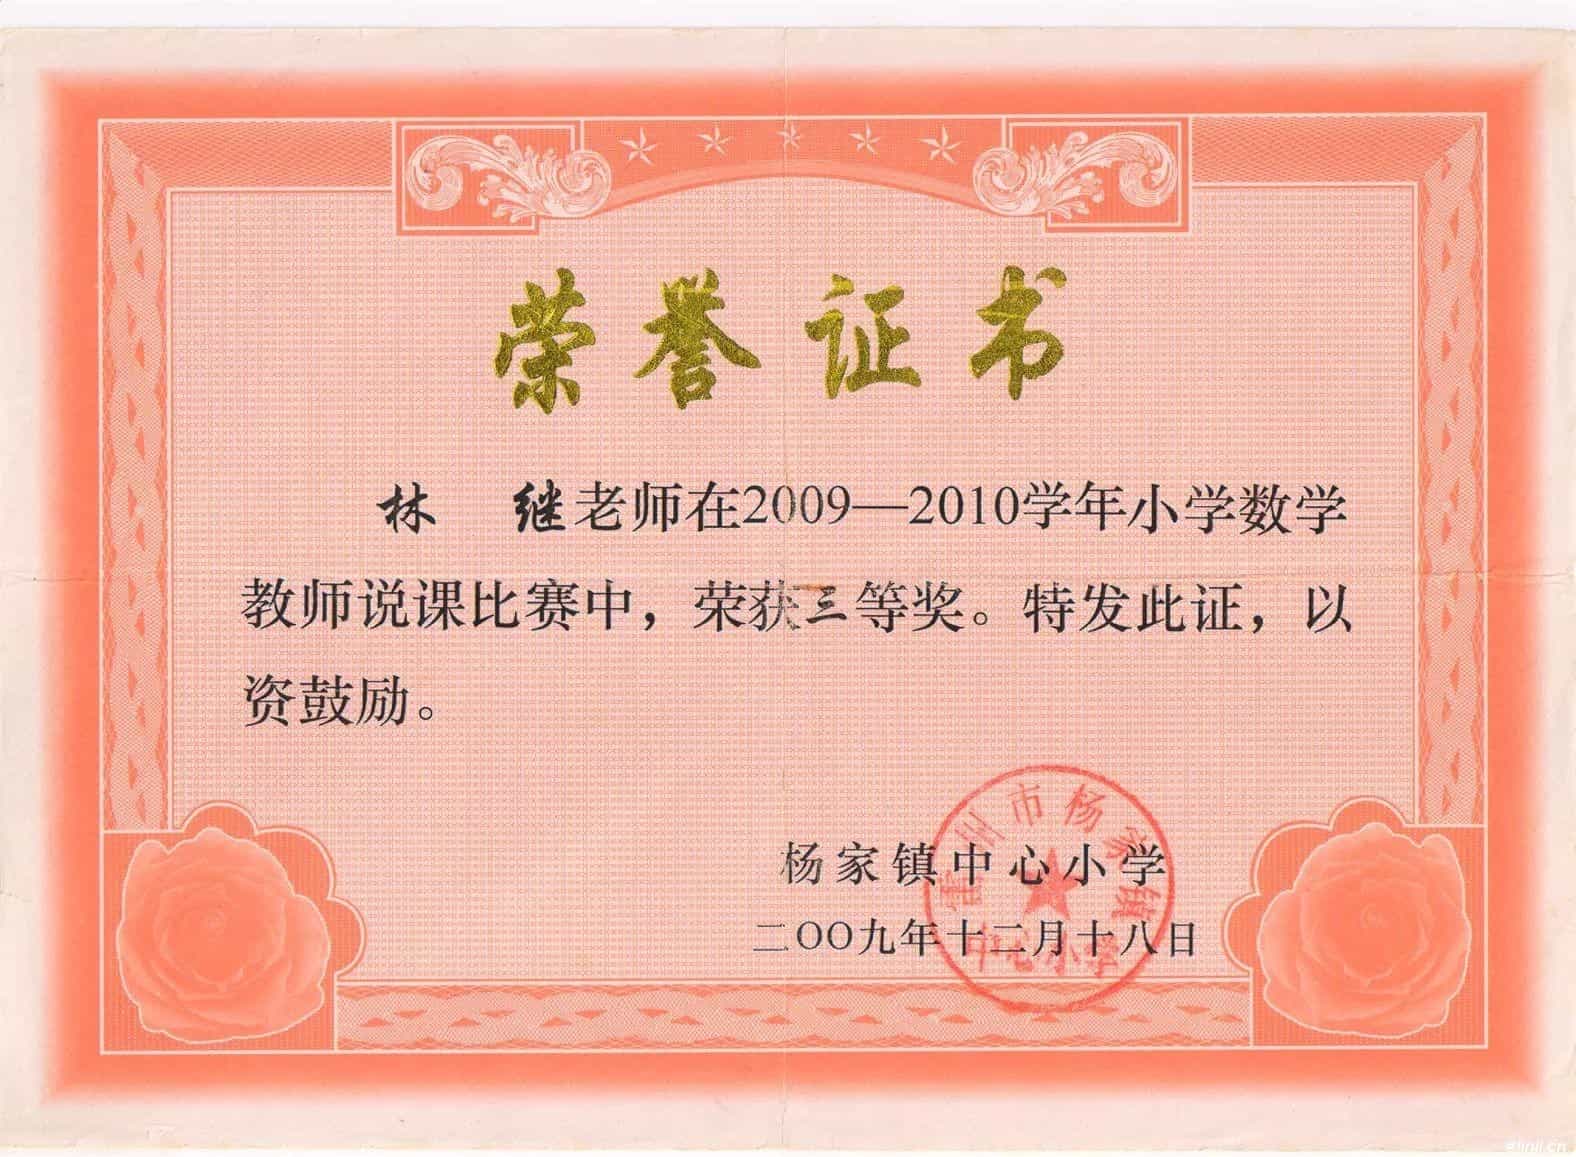 荣誉证书
林 继老师在2009—2010学年小学数学
教师说课比赛中，荣获三等奖。特发此证，以
资鼓励。
杨家镇中心小学
二〇〇九年十二月十八日
州市杨家镇
中心小学